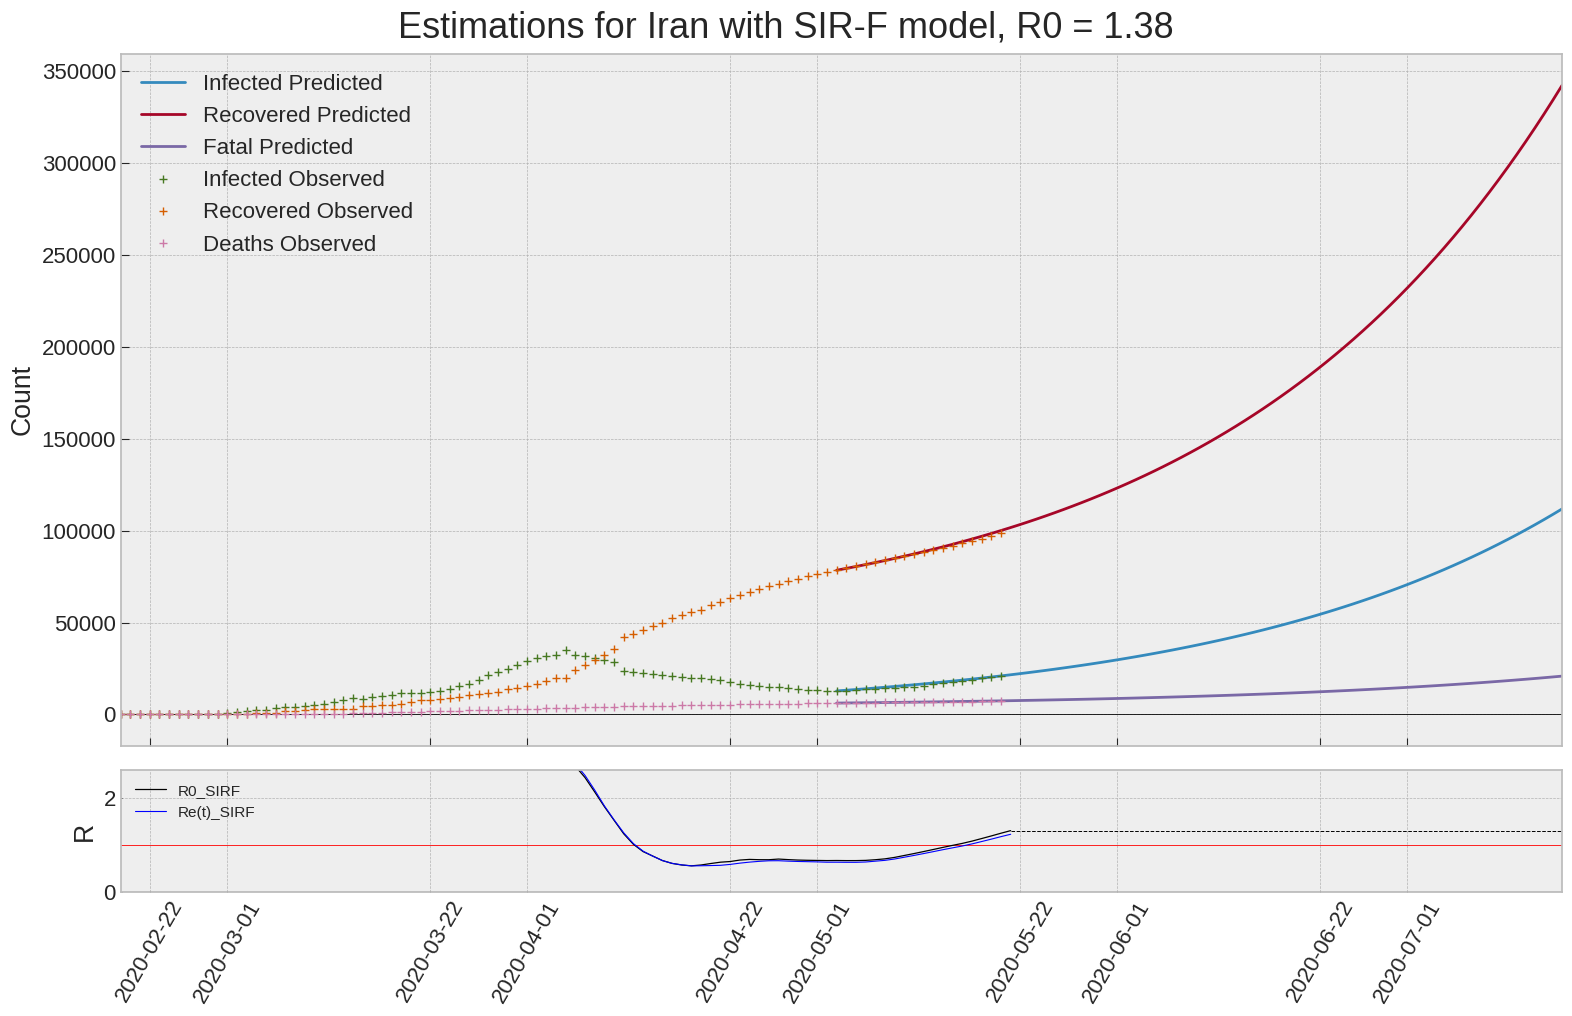 Estimations for Iran with SIR-F model, R0 = 1.38
350000
300000
250000
200000
150000
100000
50000
0
Count
Infected Predicted
Recovered Predicted
Fatal Predicted
Infected Observed
Recovered Observed
Deaths Observed
2
0
R
R0_SIRF
Re(t)_SIRF
2020-02-22
2020-03-01
2020-03-22
2020-04-01
2020-04-22
2020-05-01
2020-05-22
2020-06-01
2020-06-22
2020-07-01